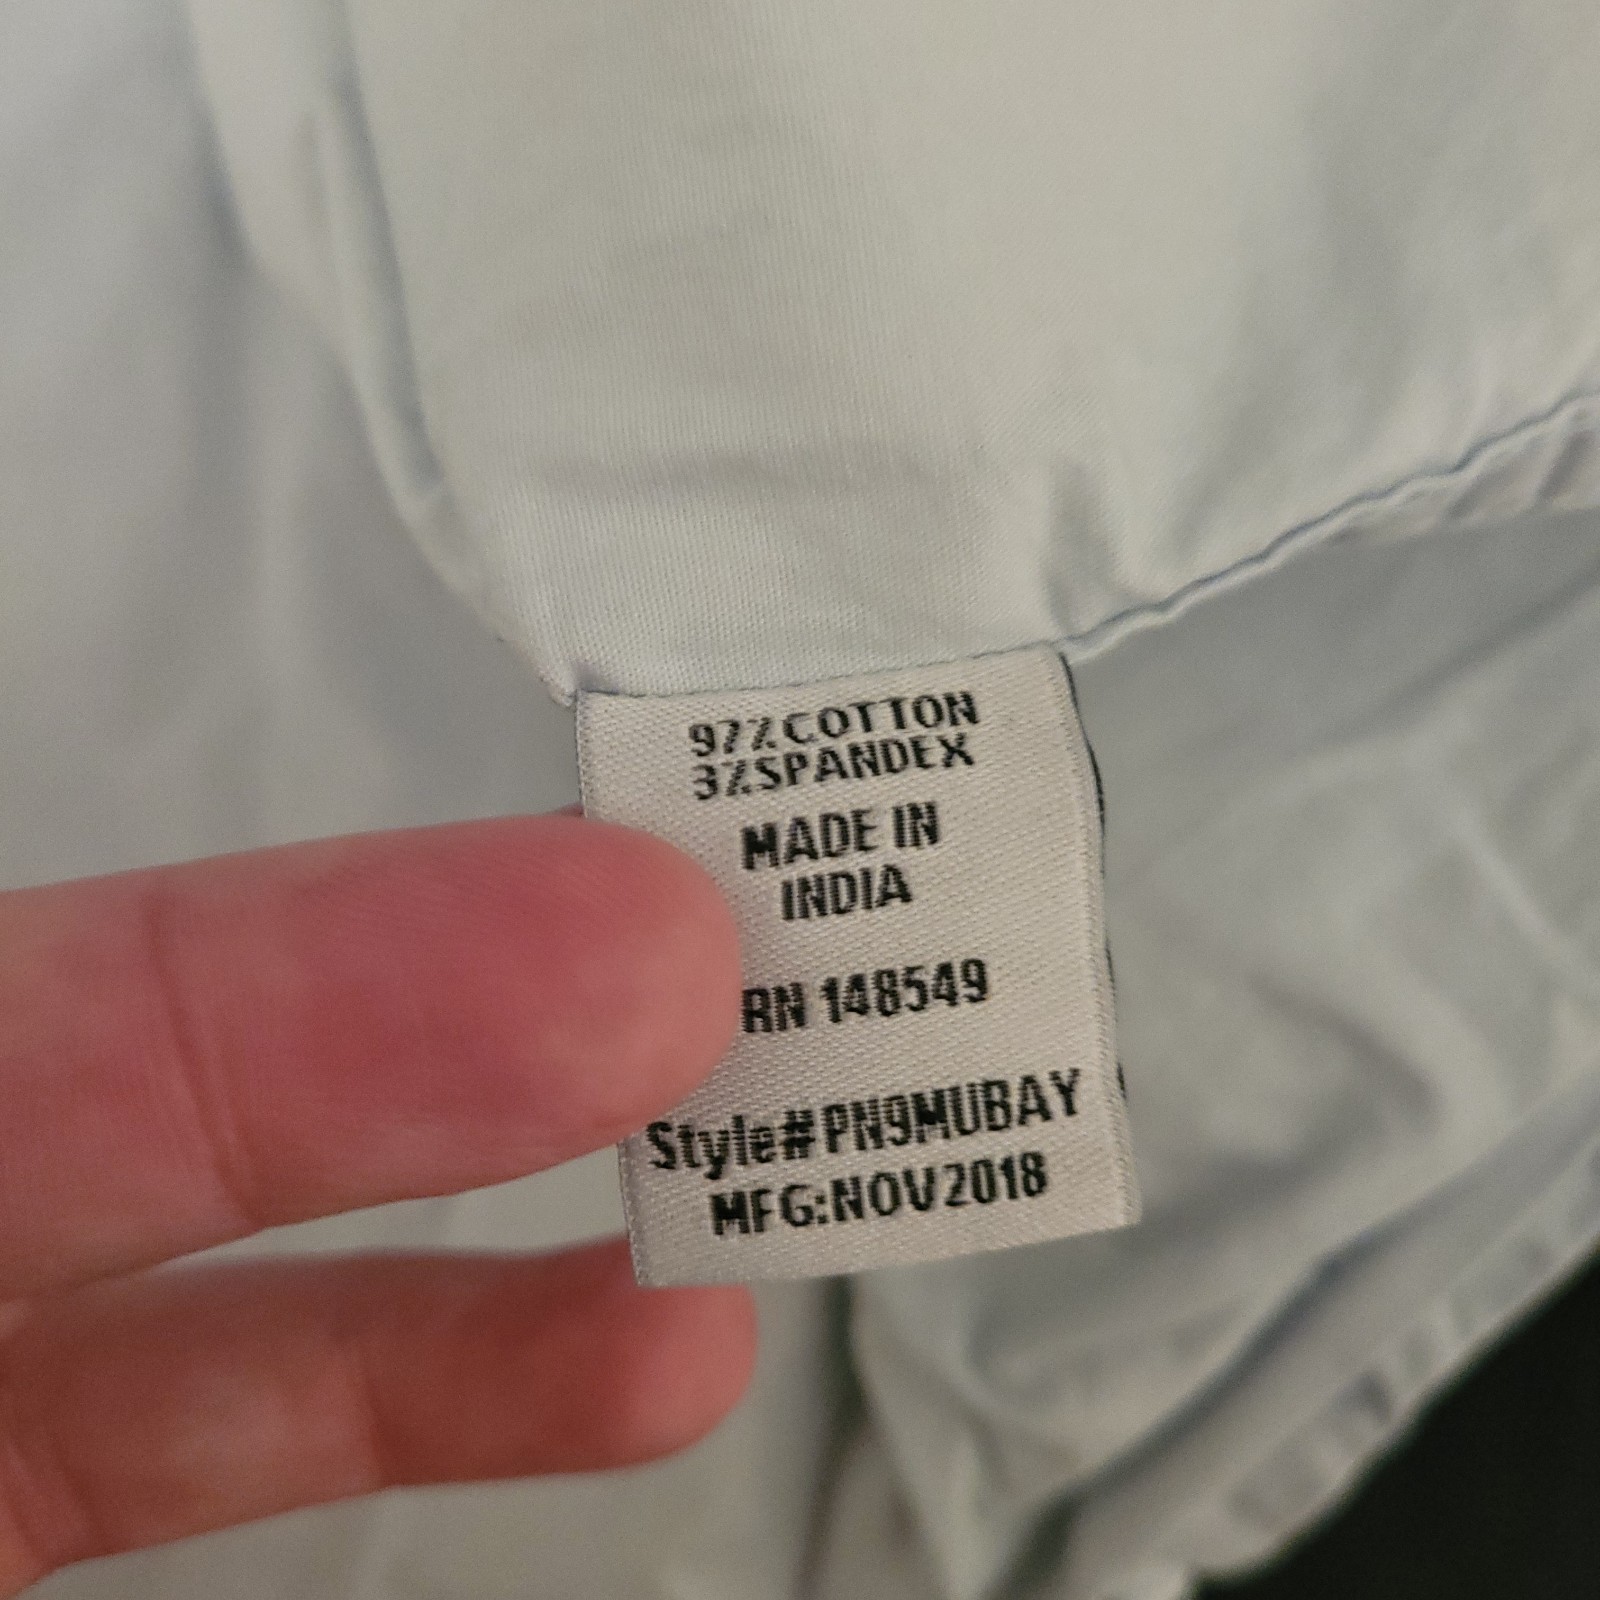 97%COTTON
3%SPANDEX
MADE IN
INDIA
RN 148549
Style#PN9MUBAY
MFG:NOV2018